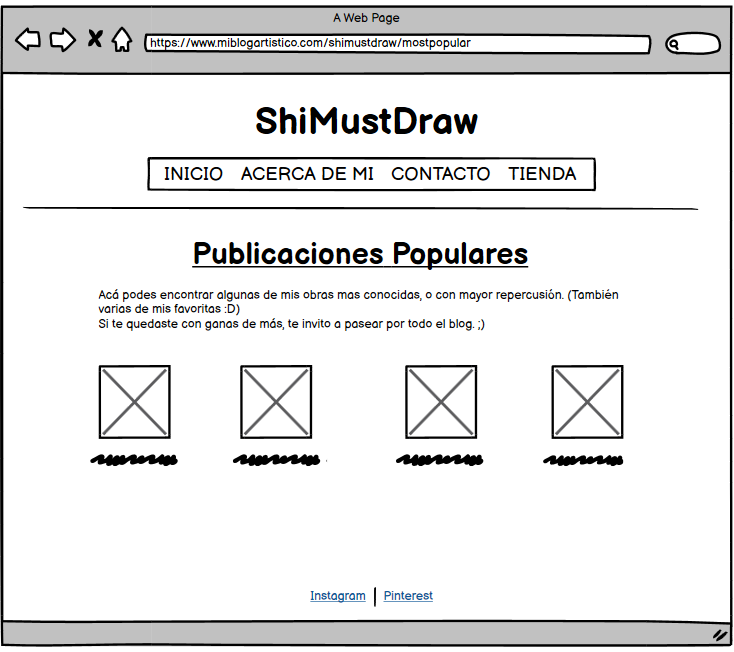 A Web Page
https://www.miblogartistico.com/shimustdraw/mostpopular
ShiMustDraw
INICIO ACERCA DE MI CONTACTO TIENDA
Publicaciones Populares
Acá podes encontrar algunas de mis obras mas conocidas, o con mayor repercusión. (También
varias de mis favoritas :D)
Si te quedaste con ganas de más, te invito a pasear por todo el blog. ;)
Instagram | Pinterest